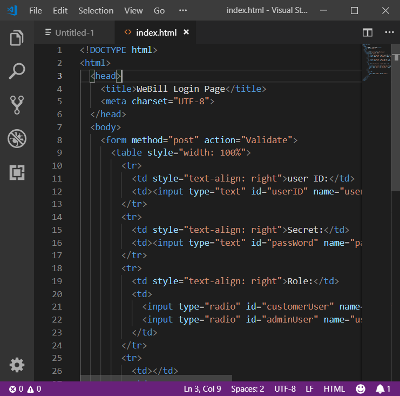 File Edit Selection View ••• index.html - Visual St...
Untitled-1 index.html
1 <!DOCTYPE html>
2 <html>
3 <head>
4 <title>WeBill Login Page</title>
5 <meta charset="UTF-8">
6 </head>
7 <body>
8 <form method="post" action="Validate">
9 <table style="width: 100%">
10 <tr>
11 <td style="text-align: right">user ID:</td>
12 <td><input type="text" id="userID" name="user
13 </tr>
14 <tr>
15 <td style="text-align: right">Secret:</td>
16 <td><input type="text" id="passWord" name="pa
17 </tr>
18 <tr>
19 <td style="text-align: right">Role:</td>
20 <td>
21 <input type="radio" id="customerUser" name=
22 <input type="radio" id="adminUser" name="us
23 </td>
24 </tr>
25 <tr>
26 <td></td>
0 0 Ln 3, Col 9 Spaces: 2 UTF-8 LF HTML 1